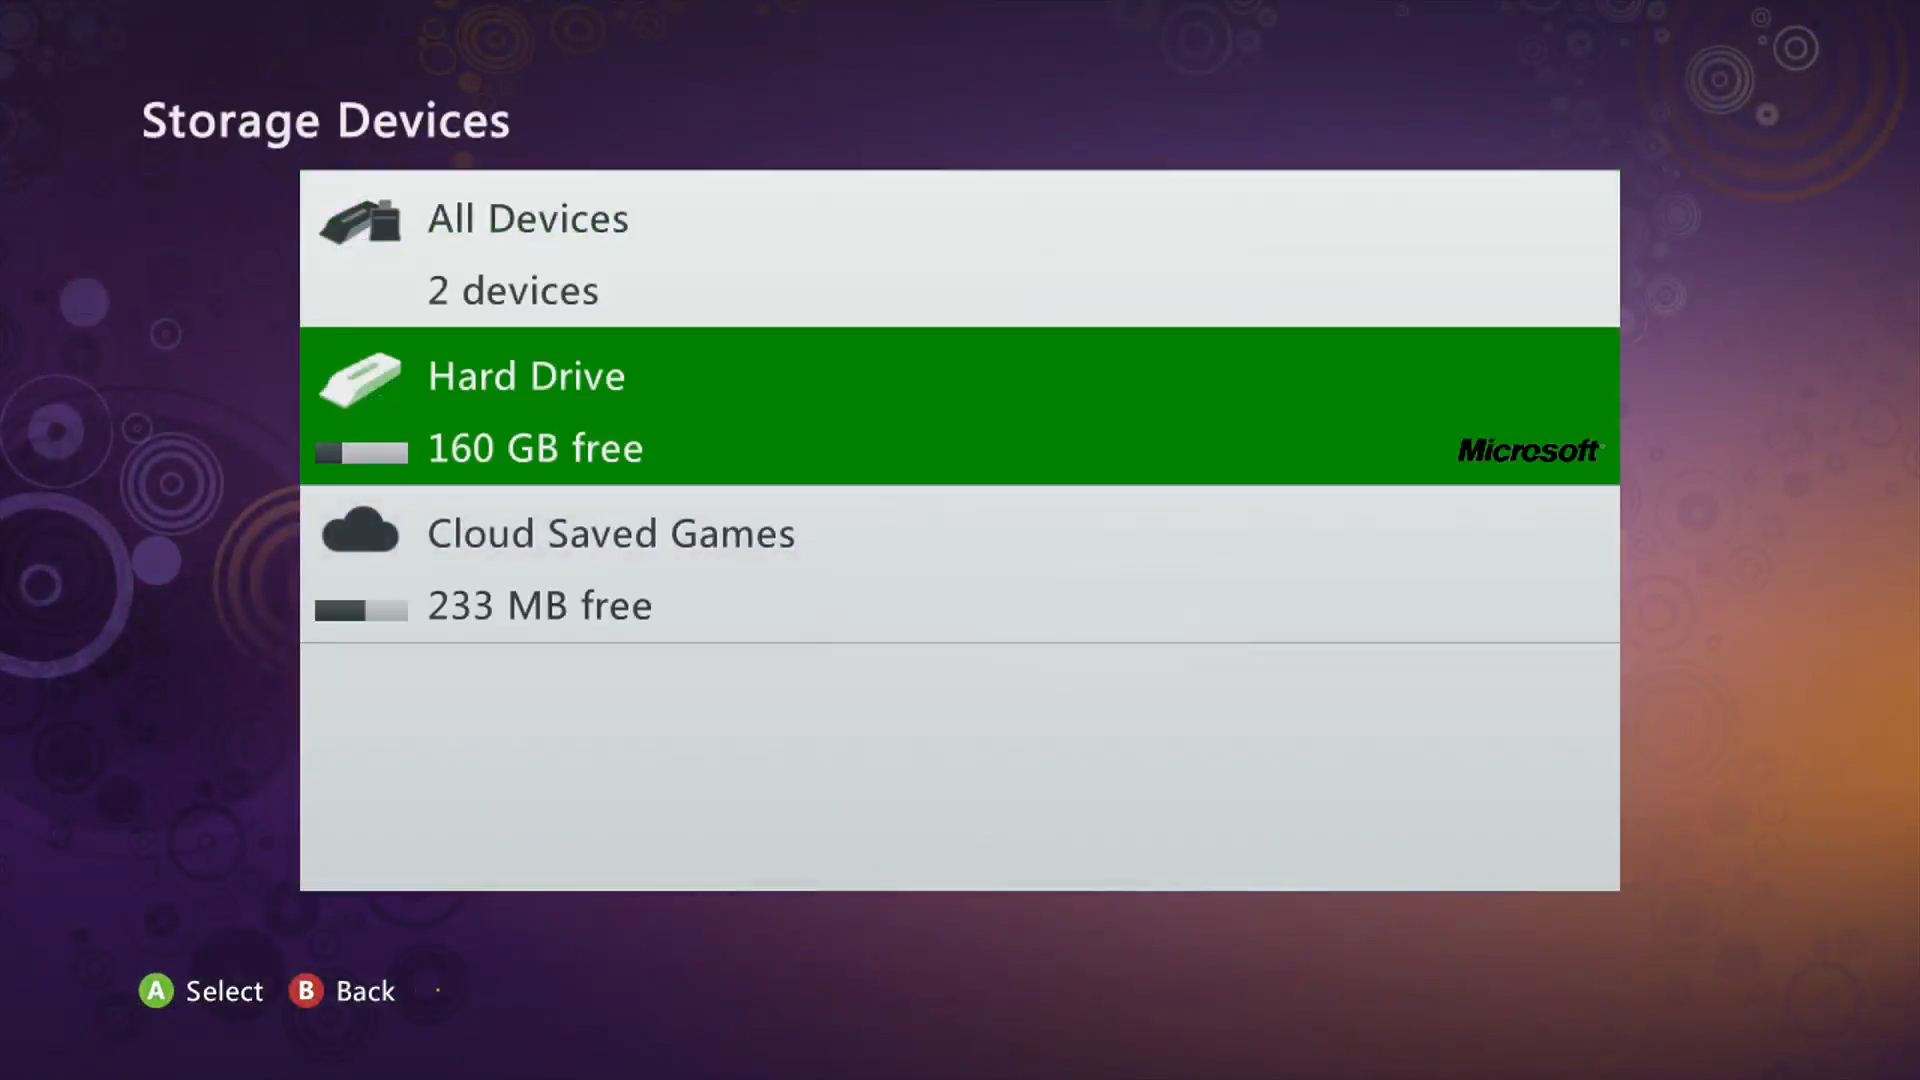 Storage Devices
All Devices
2 devices
Hard Drive
160 GB free
Microsoft
Cloud Saved Games
233 MB free
A Select B Back